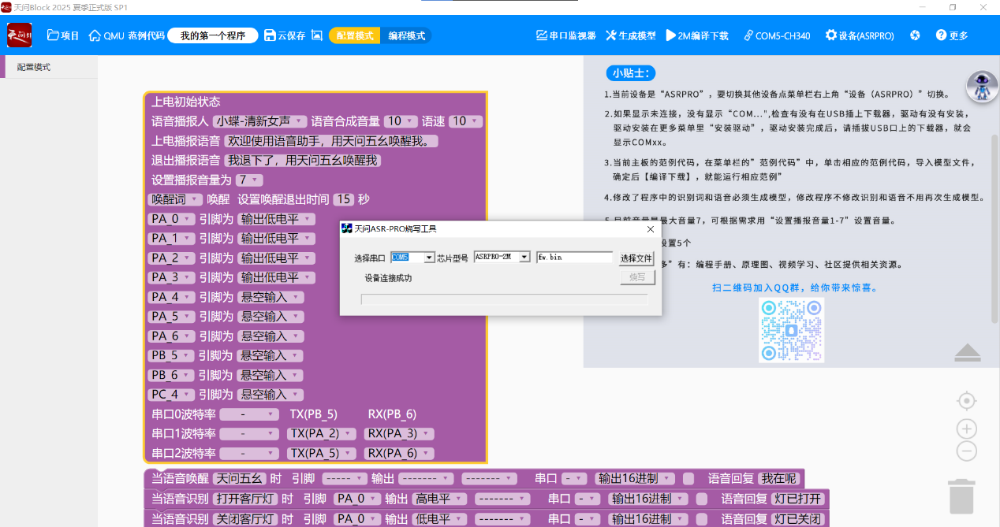 天问Block 2025 夏季正式版 SP1
项目 QMU 范例代码 我的第一个程序 云保存 配置模式 编程模式 串口监视器 生成模型 2M编译下载 COM5-CH340 设备(ASRPRO) 更多
配置模式
上电初始状态
语音播报人 小蝶-清新女声 语音合成音量 10 语速 10
上电播报语音 欢迎使用语音助手，用天问五幺唤醒我。
退出播报语音 我退下了，用天问五幺唤醒我
设置播报音量为 7
唤醒词 唤醒 设置唤醒退出时间 15 秒
PA_0 引脚为 输出低电平
PA_1 引脚为 输出低电平
PA_2 引脚为 输出低电平
PA_3 引脚为 输出低电平
PA_4 引脚为 悬空输入
PA_5 引脚为 悬空输入
PA_6 引脚为 悬空输入
PB_5 引脚为 悬空输入
PB_6 引脚为 悬空输入
PC_4 引脚为 悬空输入
串口0波特率 - TX(PB_5) RX(PB_6)
串口1波特率 - TX(PA_2) RX(PA_3)
串口2波特率 - TX(PA_5) RX(PA_6)
当语音唤醒 天问五幺 时 引脚 ----- 输出 ------- ------- 串口 - 输出16进制 语音回复 我在呢
当语音识别 打开客厅灯 时 引脚 PA_0 输出 高电平 ------- 串口 - 输出16进制 语音回复 灯已打开
当语音识别 关闭客厅灯 时 引脚 PA_0 输出 低电平 ------- 串口 - 输出16进制 语音回复 灯已关闭
天问ASR-PRO烧写工具
选择串口 COM5 芯片型号 ASRPRO-2M fw.bin 选择文件
设备连接成功 烧写
小贴士：
1.当前设备是“ASRPRO”，要切换其他设备点菜单栏右上角“设备（ASRPRO）”切换。
2.如果显示未连接，没有显示“COM...”,检查有没有在USB插上下载器，驱动有没有安装，
驱动安装在更多菜单里“安装驱动”，驱动安装完成后，请插拔USB口上的下载器，就会
显示COMxx。
3.当前主板的范例代码，在菜单栏的”范例代码”中，单击相应的范例代码，导入模型文件，
确定后【编译下载】，就能运行相应范例”
4.修改了程序中的识别词和语音必须生成模型，修改程序不修改识别和语音不用再次生成模型。
5.目前音量是最大音量7，可根据需求用“设置播报音量1-7”设置音量。
设置5个
多”有：编程手册、原理图、视频学习、社区提供相关资源。
扫二维码加入QQ群，给你带来惊喜。